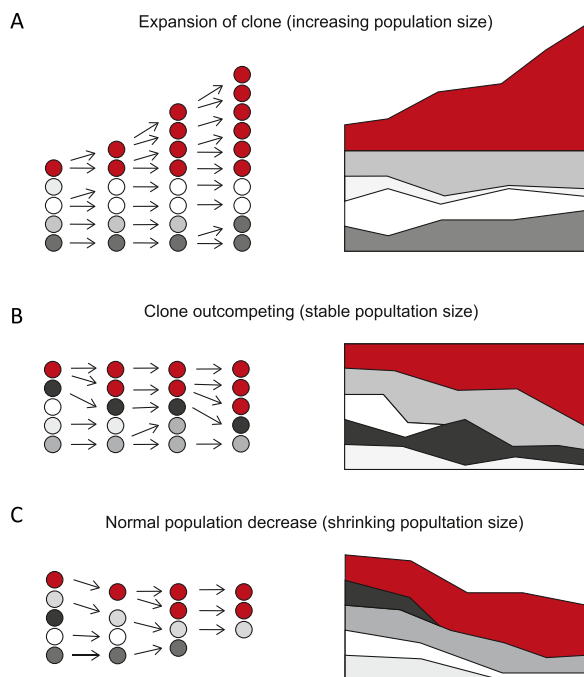 A
Expansion of clone (increasing population size)
B
Clone outcompeting (stable popultation size)
C
Normal population decrease (shrinking popultation size)